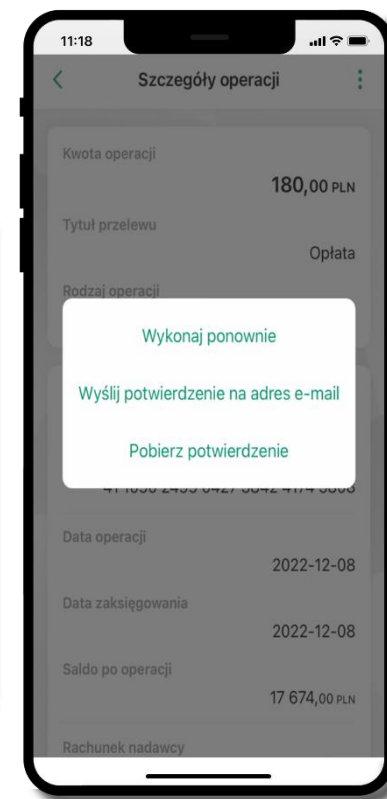 11:18
Szczegóły operacji
Kwota operacji
180,00 PLN
Tytuł przelewu
Opłata
Rodzaj operacji
Wykonaj ponownie
Wyślij potwierdzenie na adres e-mail
Pobierz potwierdzenie
Data operacji
2022-12-08
Data zaksięgowania
2022-12-08
Saldo po operacji
17 674,00 PLN
Rachunek nadawcy